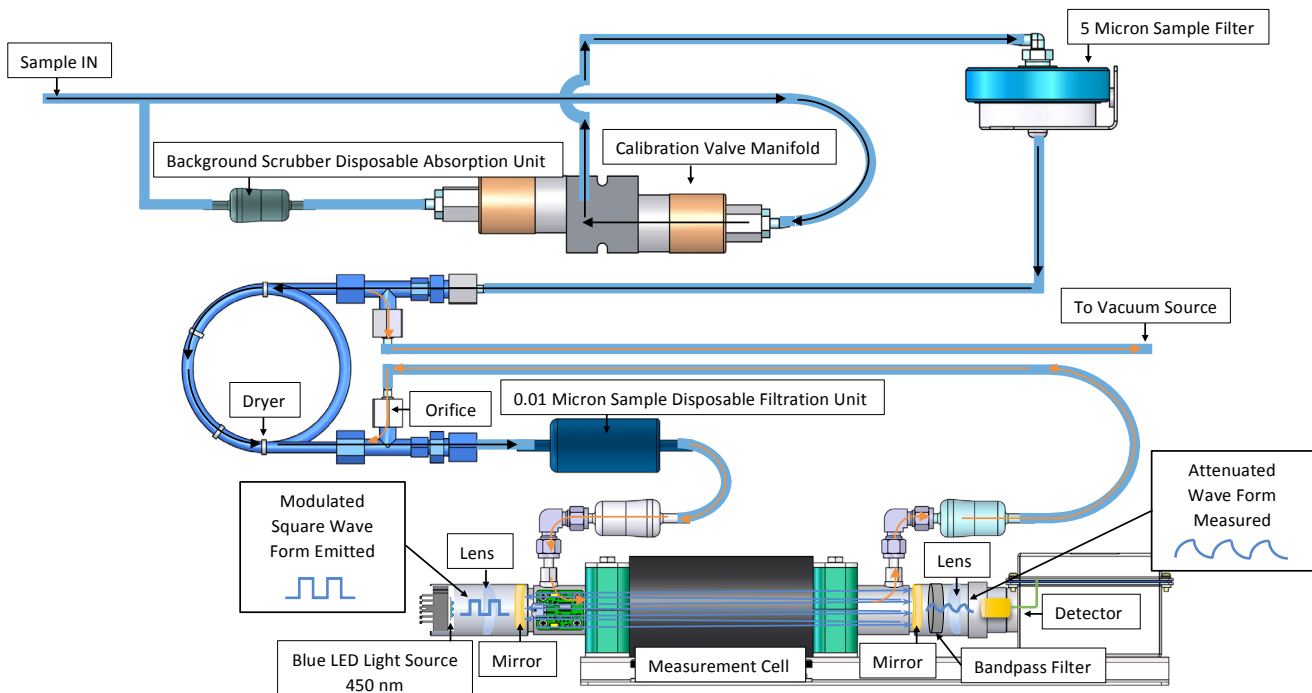 5 Micron Sample Filter
Sample IN
Background Scrubber Disposable Absorption Unit
Calibration Valve Manifold
To Vacuum Source
Dryer
Orifice
0.01 Micron Sample Disposable Filtration Unit
Modulated
Square Wave
Form Emitted
Lens
Attenuated
Wave Form
Measured
Lens
Blue LED Light Source
450 nm
Mirror
Measurement Cell
Mirror
Bandpass Filter
Detector